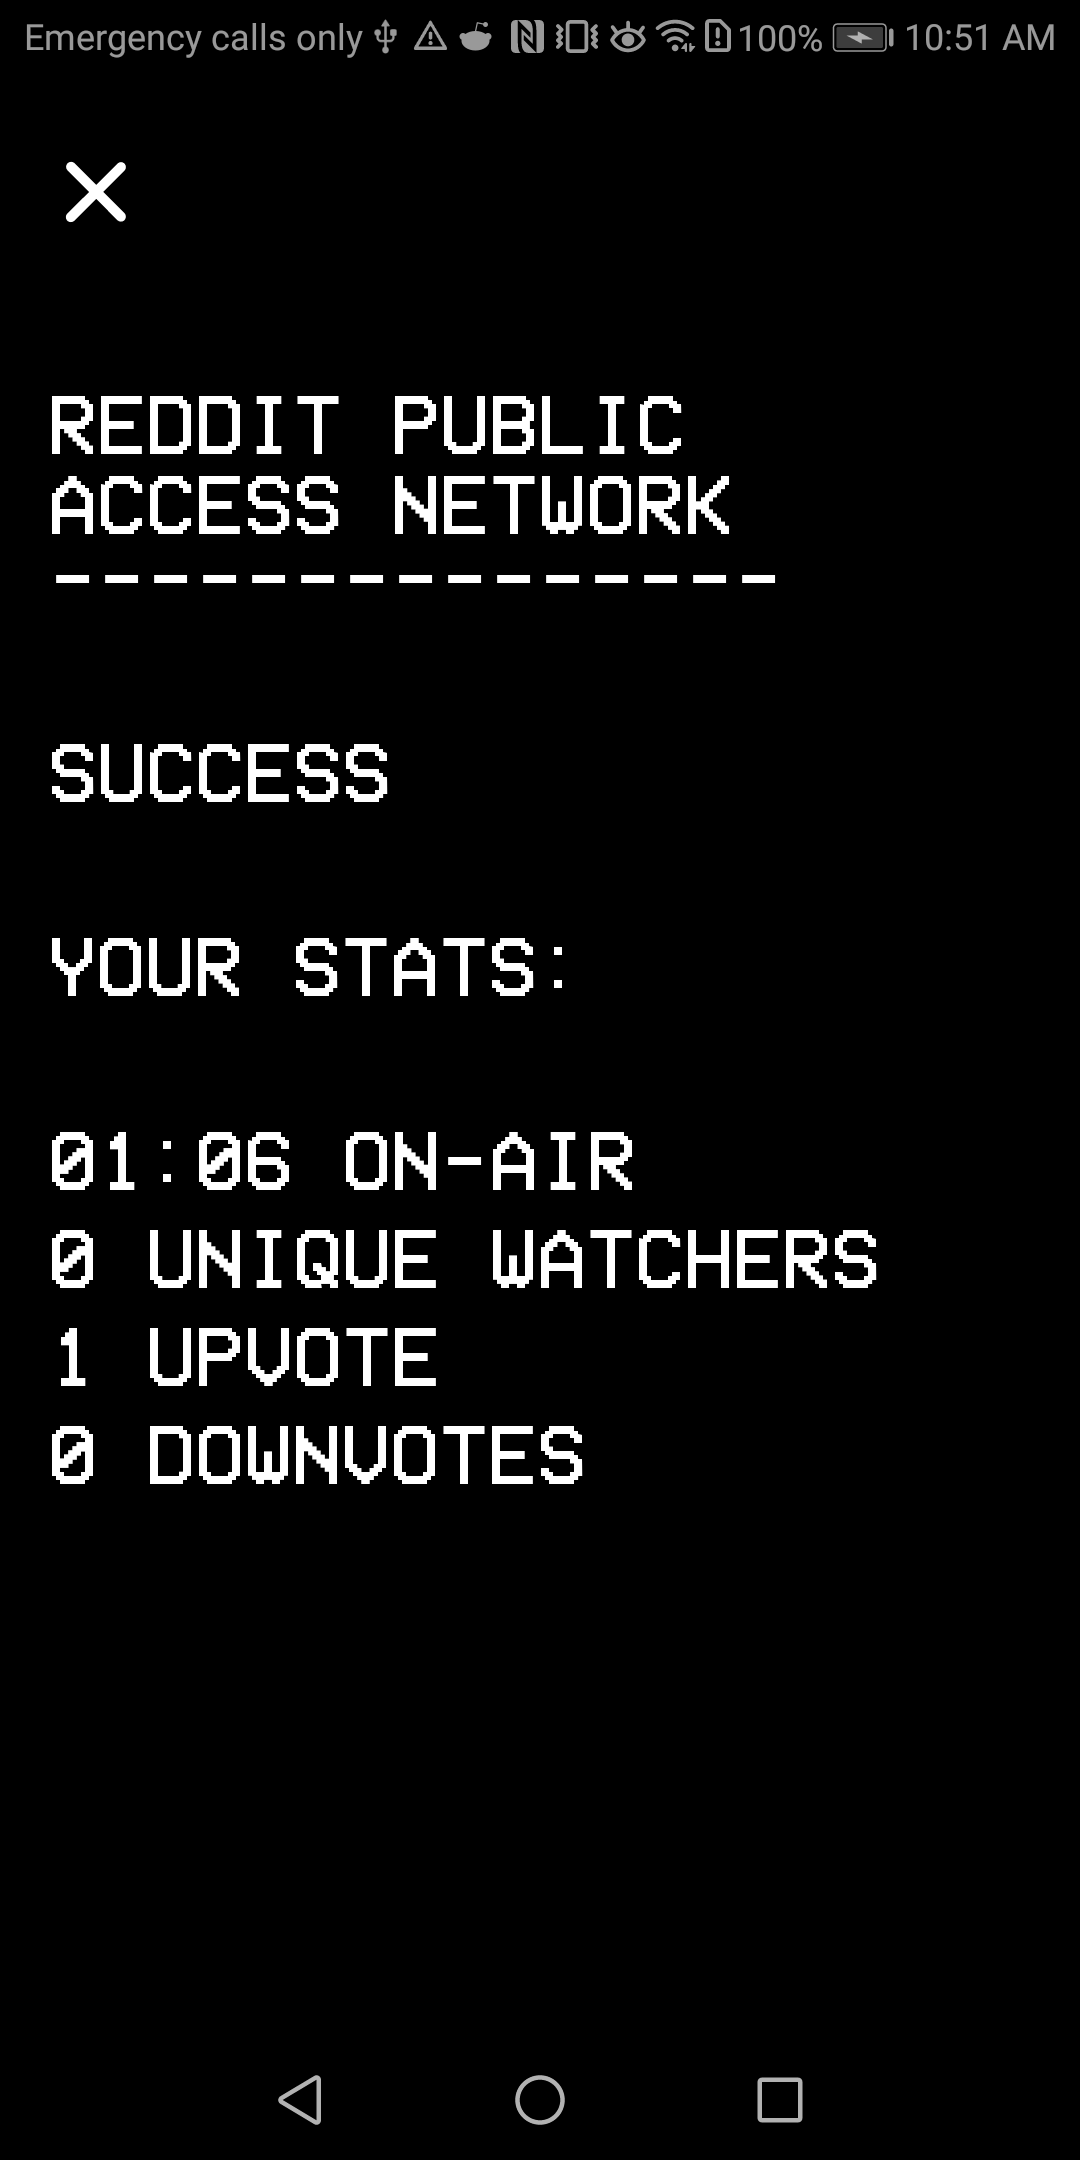 Emergency calls only 100% 10:51 AM
REDDIT PUBLIC
ACCESS NETWORK
---------------
SUCCESS
YOUR STATS:
01:06 ON-AIR
0 UNIQUE WATCHERS
1 UPVOTE
0 DOWNVOTES